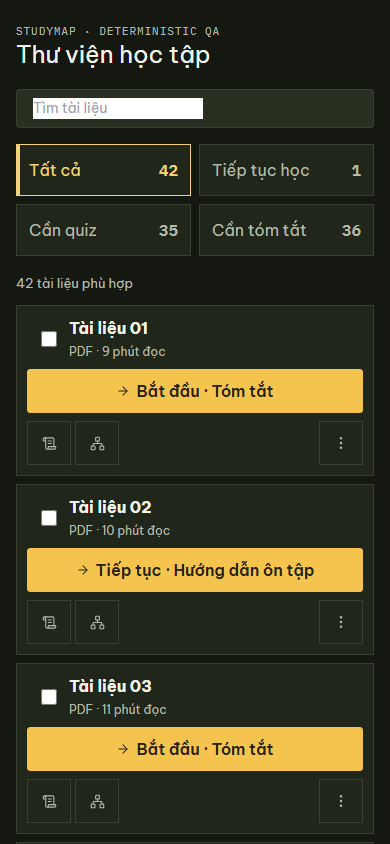 STUDYMAP · DETERMINISTIC QA
Thư viện học tập
Tìm tài liệu
Tất cả 42
Tiếp tục học 1
Cần quiz 35
Cần tóm tắt 36
42 tài liệu phù hợp
Tài liệu 01
PDF · 9 phút đọc
→ Bắt đầu · Tóm tắt
Tài liệu 02
PDF · 10 phút đọc
→ Tiếp tục · Hướng dẫn ôn tập
Tài liệu 03
PDF · 11 phút đọc
→ Bắt đầu · Tóm tắt